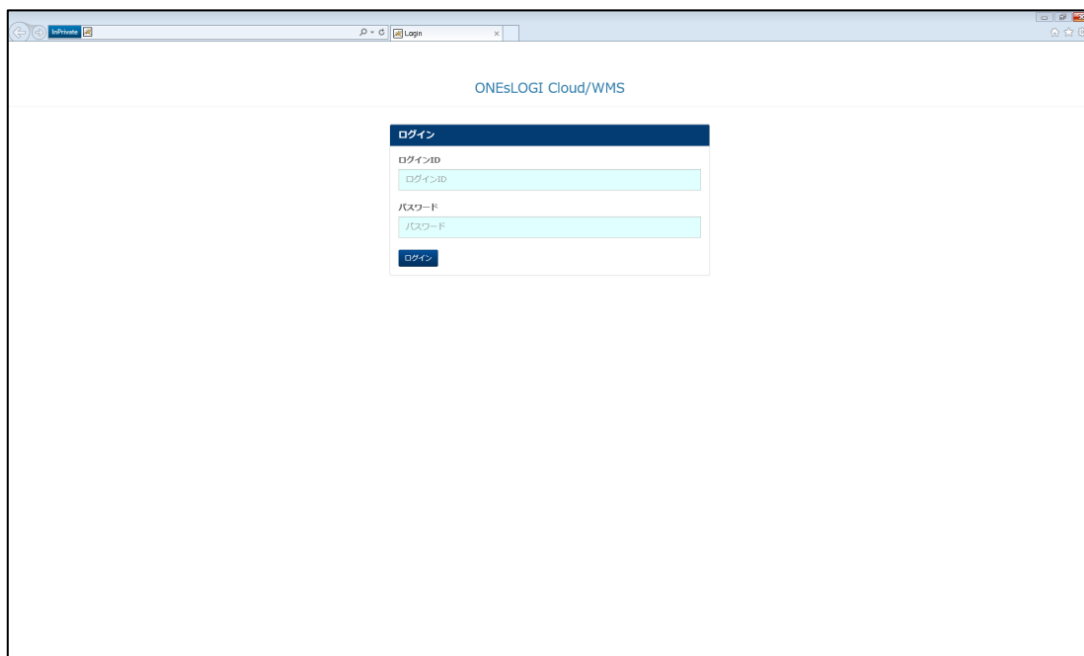 InPrivate
Login
ONEsLOGI Cloud/WMS
ログイン
ログインID
ログインID
パスワード
パスワード
ログイン